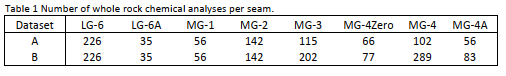 Table 1 Number of whole rock chemical analyses per seam.
Dataset LG-6 LG-6A MG-1 MG-2 MG-3 MG-4Zero MG-4 MG-4A
A 226 35 56 142 115 66 102 56
B 226 35 56 142 202 77 289 83